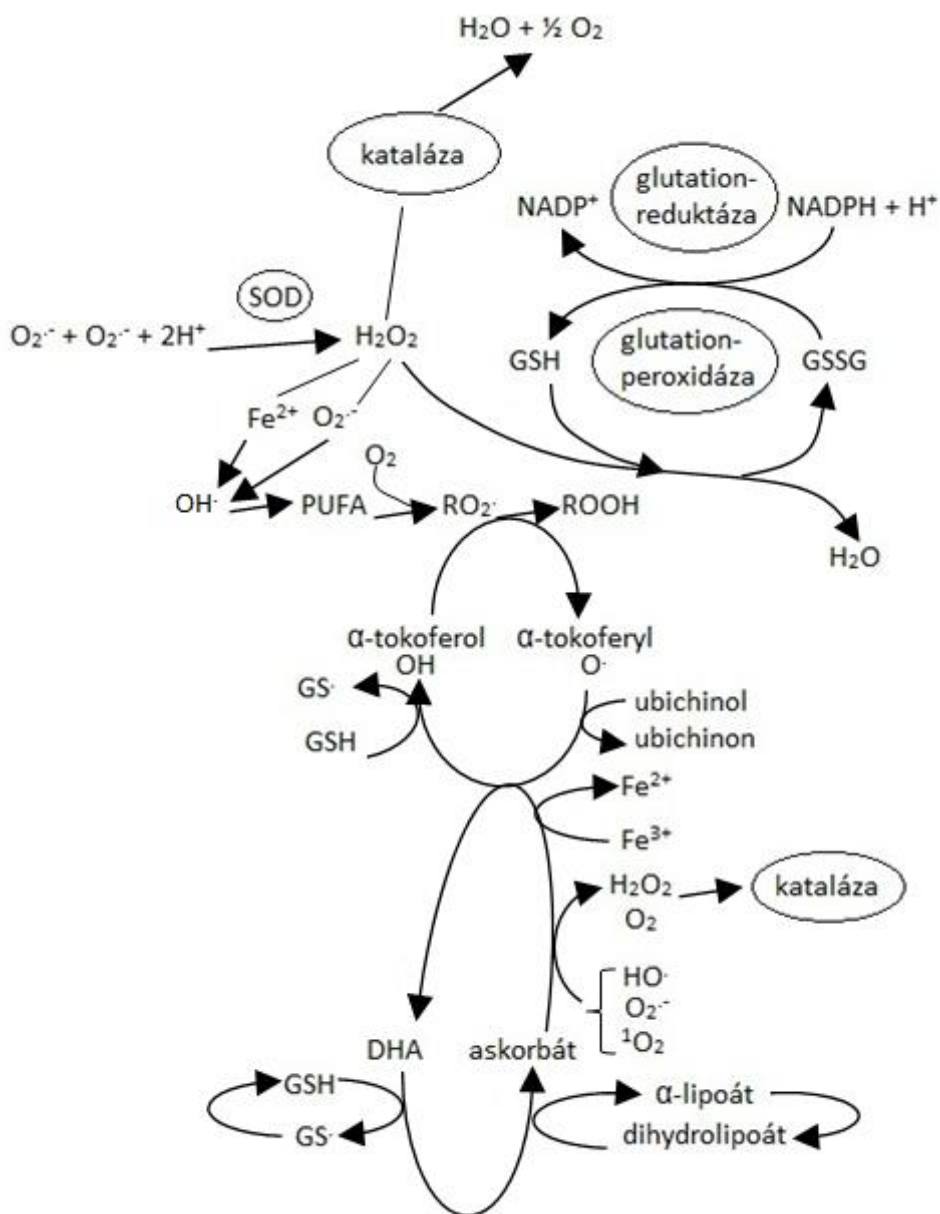 H₂O + ½ O₂
kataláza
glutation-
reduktáza
NADP⁺
NADPH + H⁺
SOD
O₂·⁻ + O₂·⁻ + 2H⁺
H₂O₂
GSH
glutation-
peroxidáza
GSSG
Fe²⁺
O₂·⁻
O₂
OH·
PUFA
RO₂·
ROOH
H₂O
α-tokoferol
OH
α-tokoferyl
O·
GS·
GSH
ubichinol
ubichinon
Fe²⁺
Fe³⁺
H₂O₂
O₂
kataláza
HO·
O₂·⁻
¹O₂
DHA
askorbát
GSH
GS·
α-lipoát
dihydrolipoát